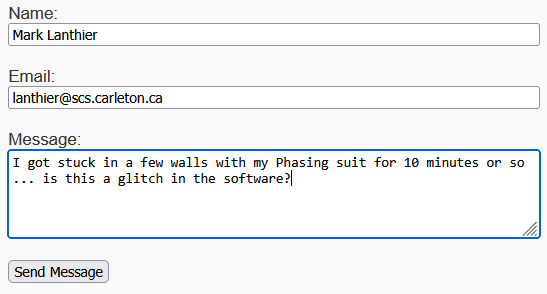 Name:
Mark Lanthier
Email:
lanthier@scs.carleton.ca
Message:
I got stuck in a few walls with my Phasing suit for 10 minutes or so
... is this a glitch in the software?
Send Message